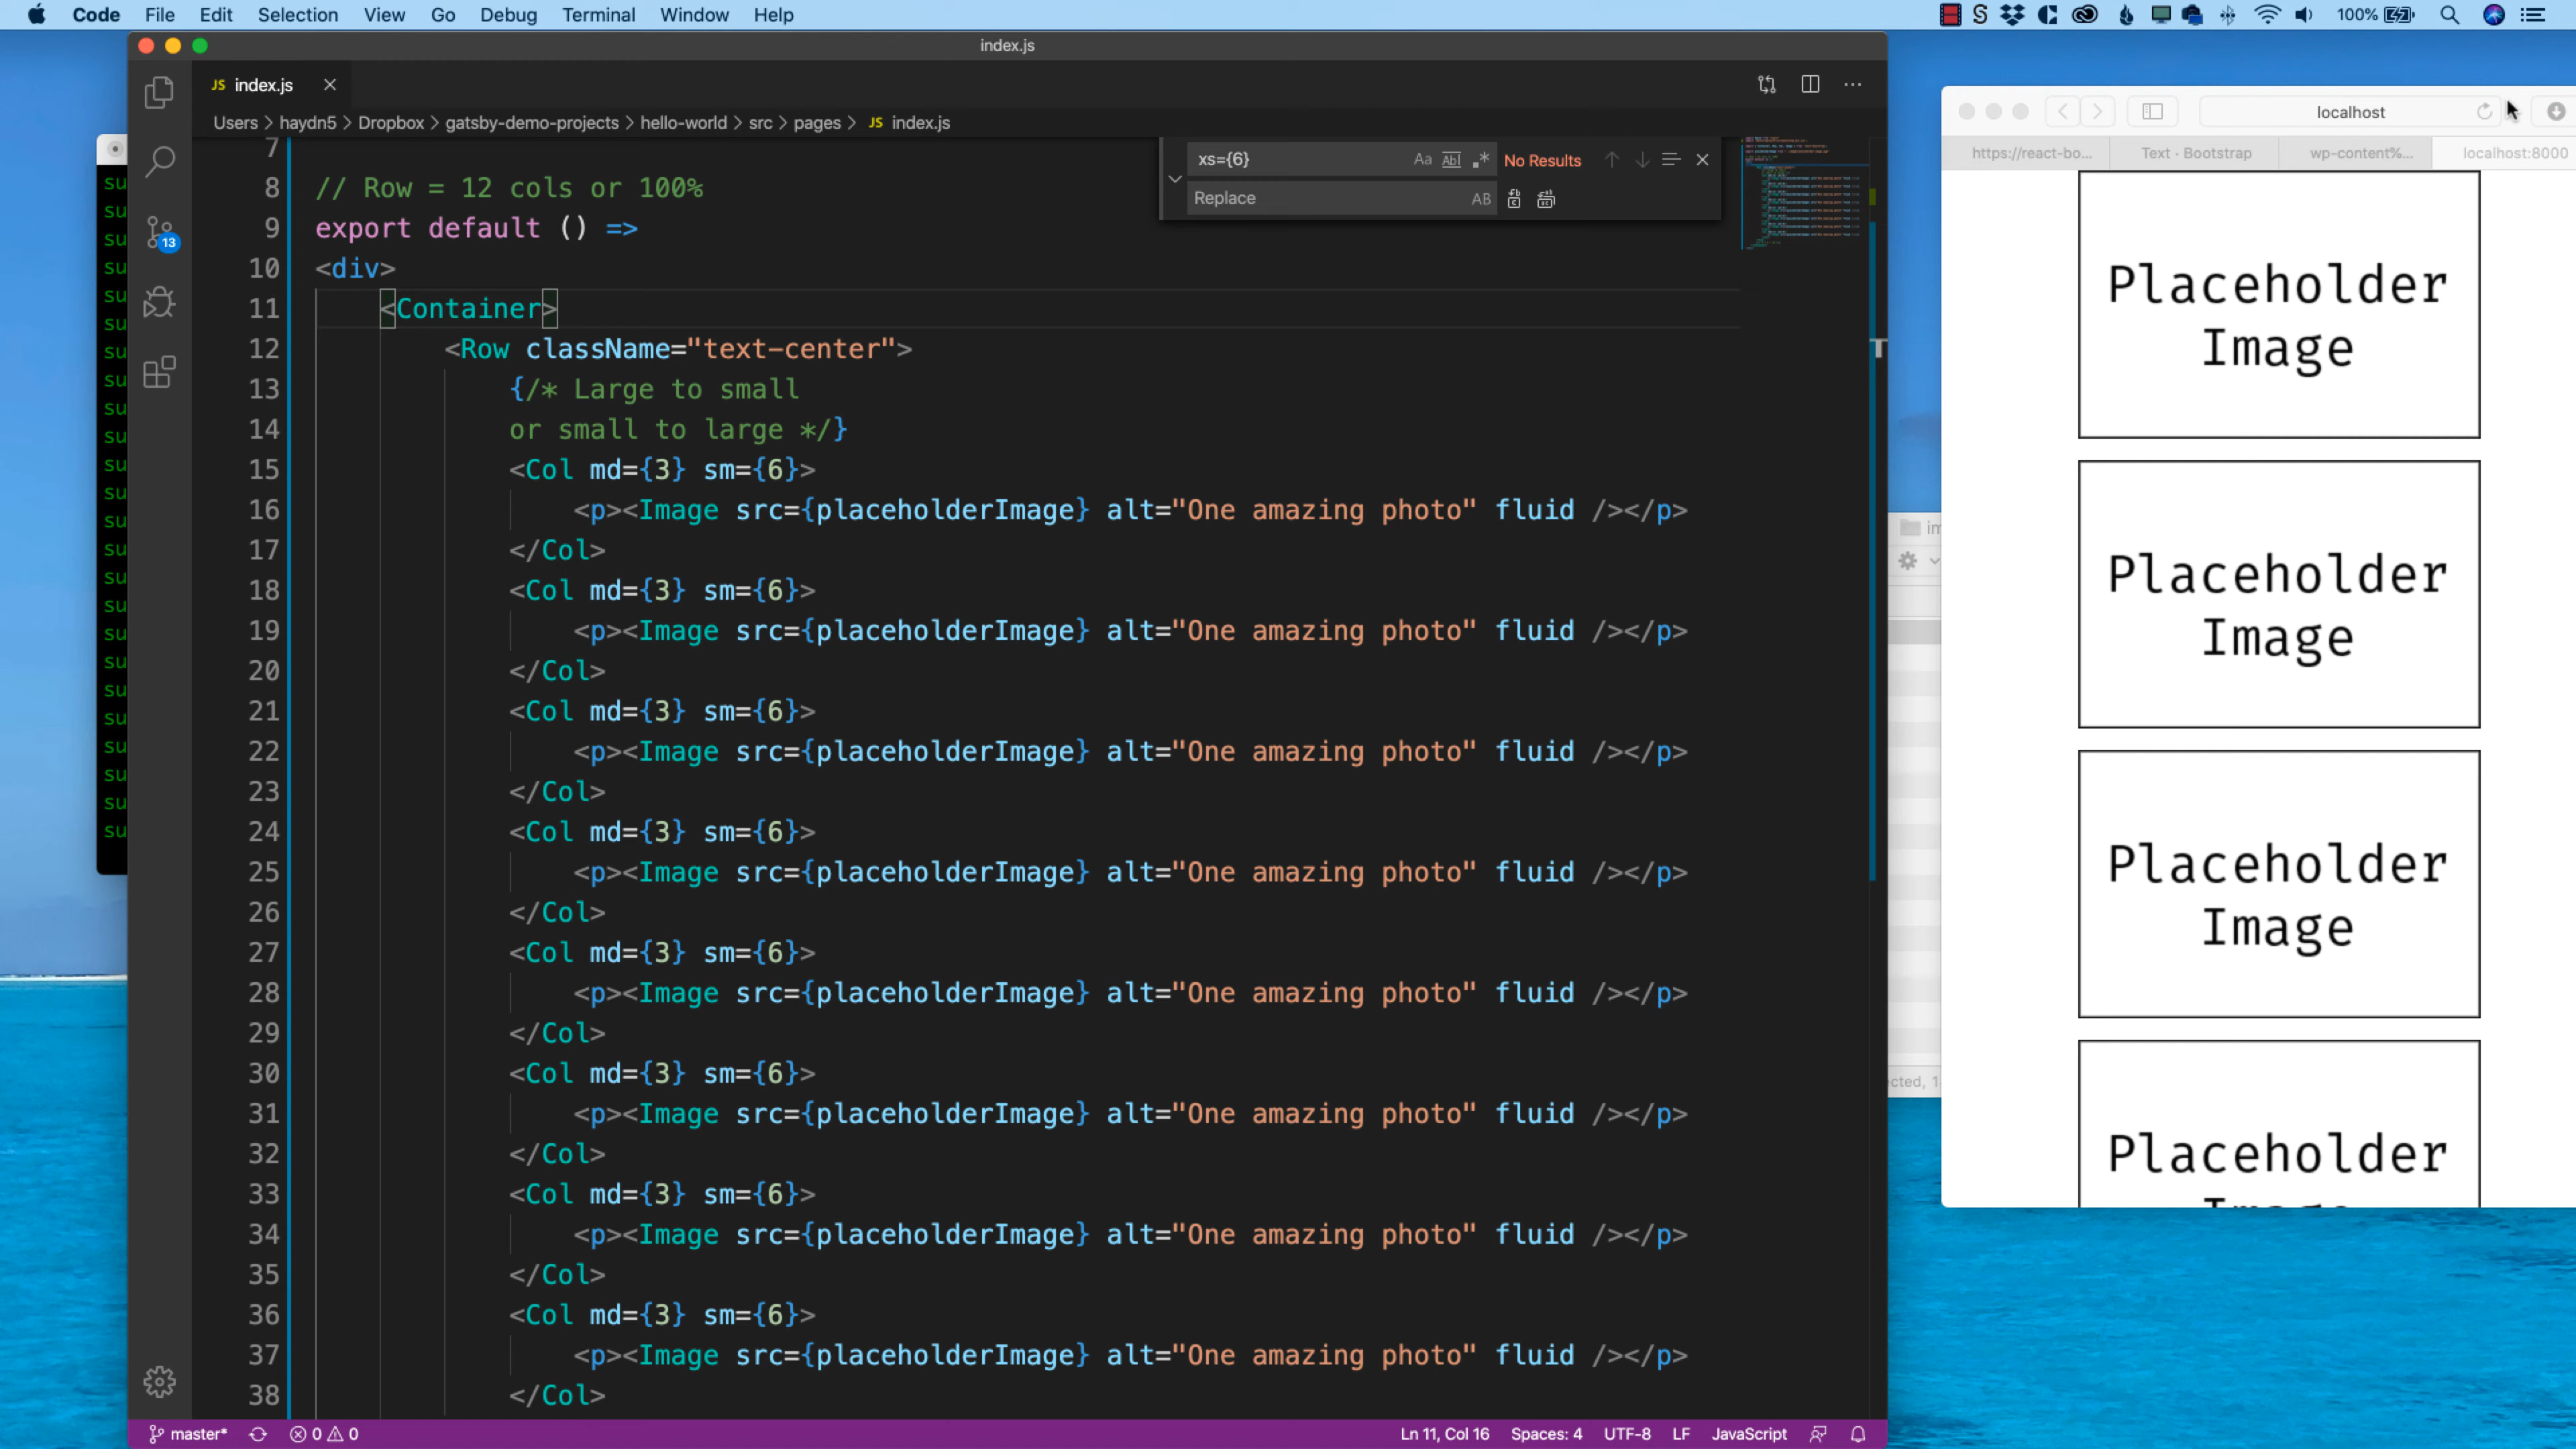 Code File Edit Selection View Go Debug Terminal Window Help 100%
index.js
JS index.js
Users > haydn5 > Dropbox > gatsby-demo-projects > hello-world > src > pages > JS index.js
xs={6} Aa Abl .* No Results
Replace AB
13
7
8 // Row = 12 cols or 100%
9 export default () =>
10 <div>
11 <Container>
12 <Row className="text-center">
13 {/* Large to small
14 or small to large */}
15 <Col md={3} sm={6}>
16 <p><Image src={placeholderImage} alt="One amazing photo" fluid /></p>
17 </Col>
18 <Col md={3} sm={6}>
19 <p><Image src={placeholderImage} alt="One amazing photo" fluid /></p>
20 </Col>
21 <Col md={3} sm={6}>
22 <p><Image src={placeholderImage} alt="One amazing photo" fluid /></p>
23 </Col>
24 <Col md={3} sm={6}>
25 <p><Image src={placeholderImage} alt="One amazing photo" fluid /></p>
26 </Col>
27 <Col md={3} sm={6}>
28 <p><Image src={placeholderImage} alt="One amazing photo" fluid /></p>
29 </Col>
30 <Col md={3} sm={6}>
31 <p><Image src={placeholderImage} alt="One amazing photo" fluid /></p>
32 </Col>
33 <Col md={3} sm={6}>
34 <p><Image src={placeholderImage} alt="One amazing photo" fluid /></p>
35 </Col>
36 <Col md={3} sm={6}>
37 <p><Image src={placeholderImage} alt="One amazing photo" fluid /></p>
38 </Col>
master* 0 0 Ln 11, Col 16 Spaces: 4 UTF-8 LF JavaScript
localhost
https://react-bo... Text · Bootstrap wp-content%... localhost:8000
Placeholder
Image
Placeholder
Image
Placeholder
Image
Placeholder